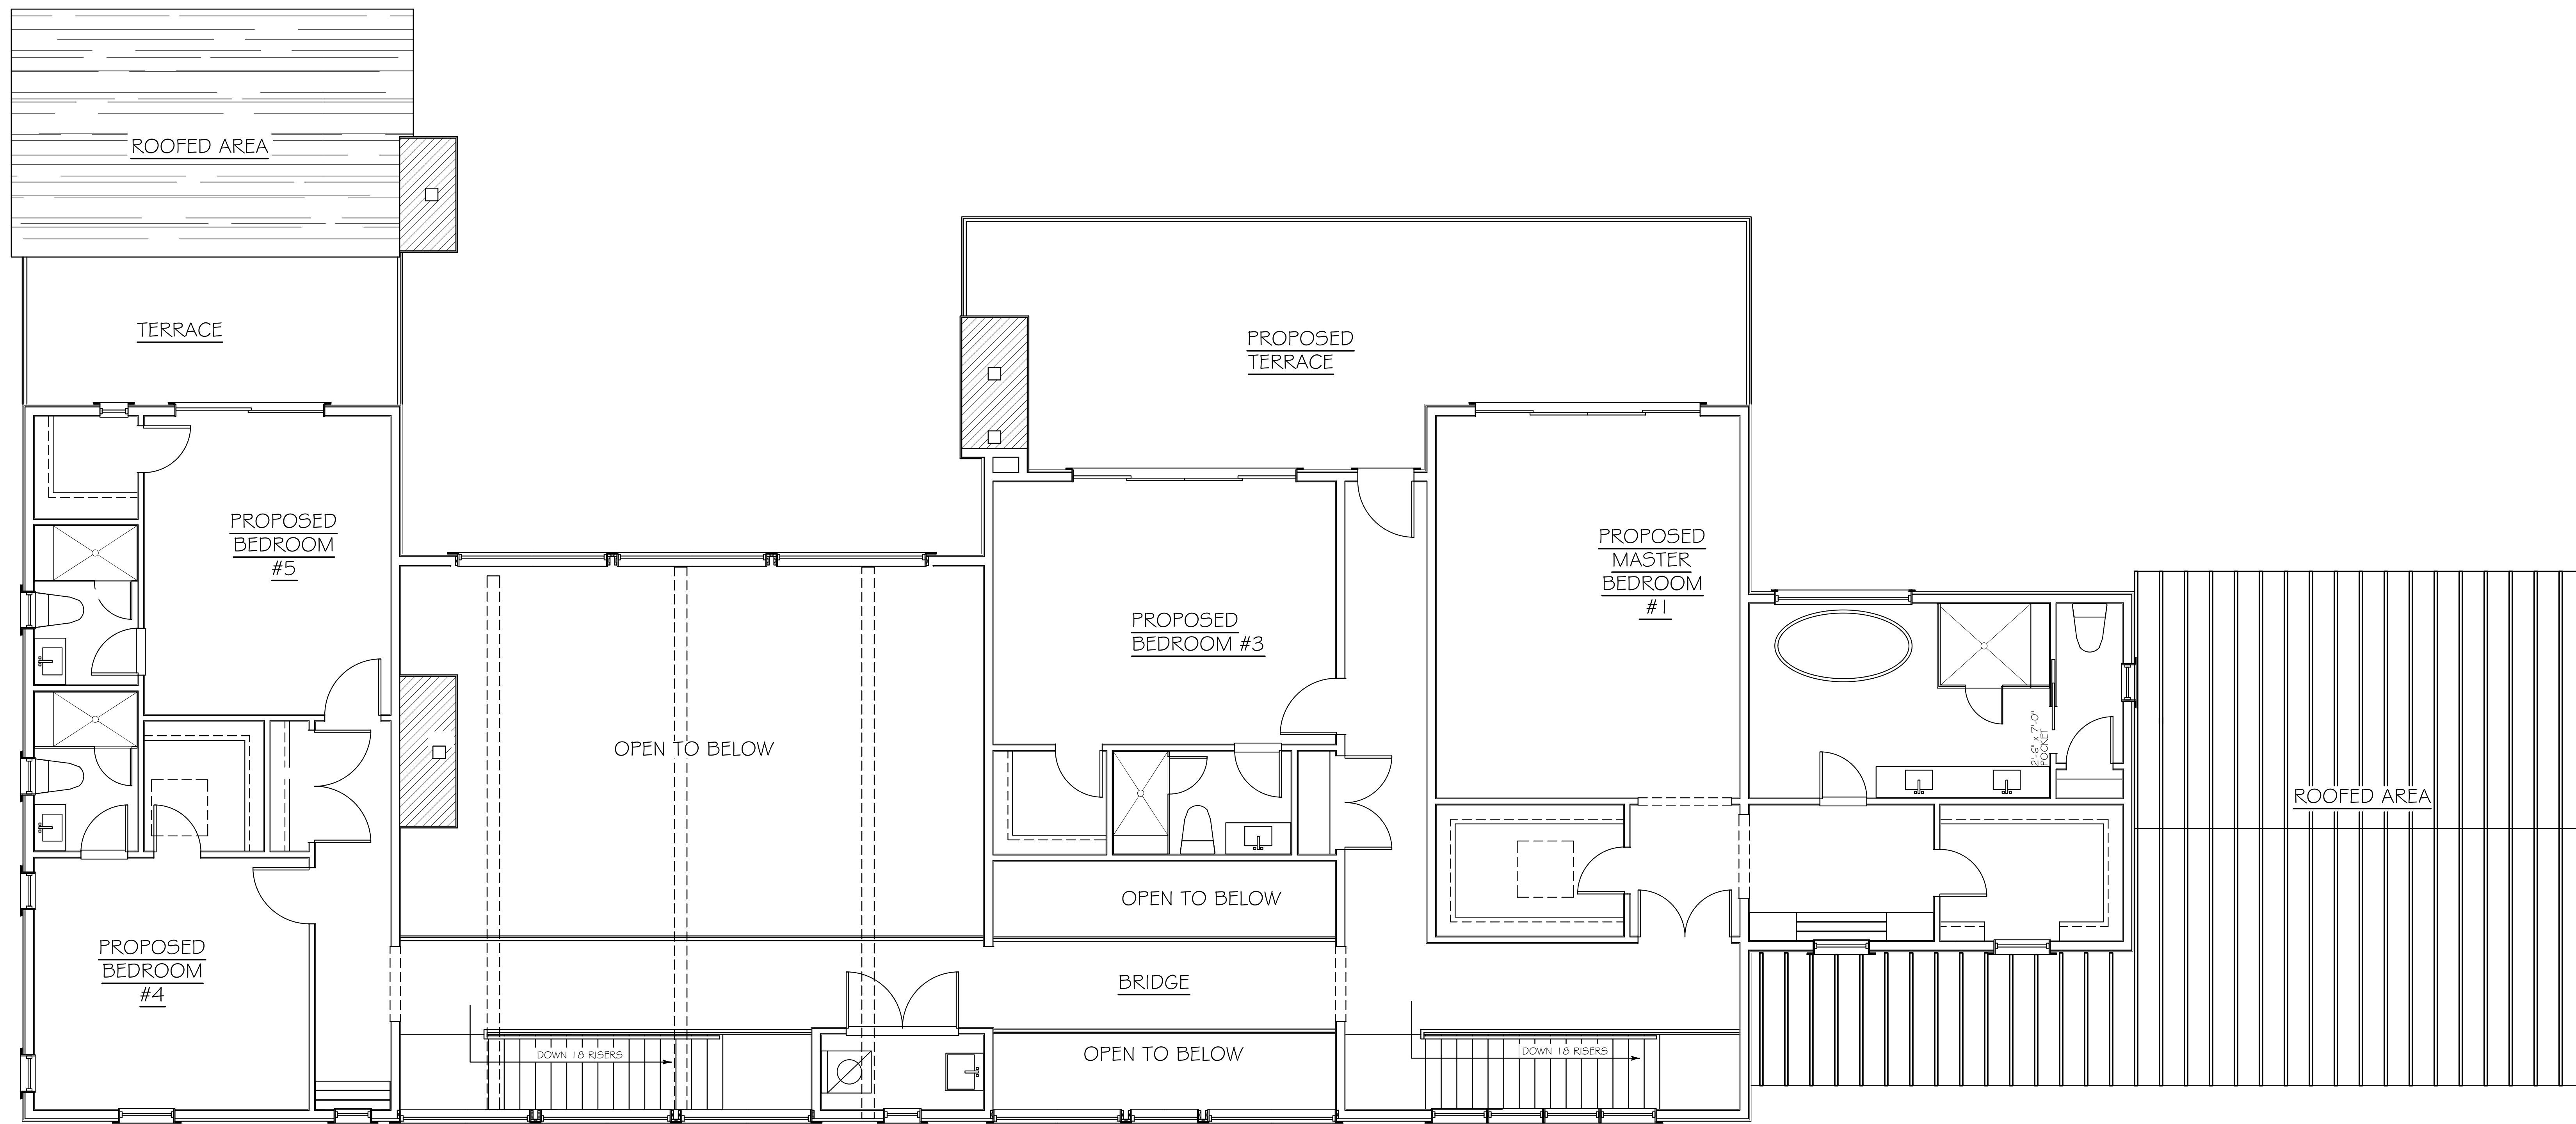 ROOFED AREA
TERRACE
PROPOSED
TERRACE
PROPOSED
BEDROOM
#5
PROPOSED
MASTER
BEDROOM
#1
PROPOSED
BEDROOM #3
2'-6" x 7'-0"
POCKET
OPEN TO BELOW
ROOFED AREA
OPEN TO BELOW
PROPOSED
BEDROOM
#4
BRIDGE
DOWN 18 RISERS
OPEN TO BELOW
DOWN 18 RISERS